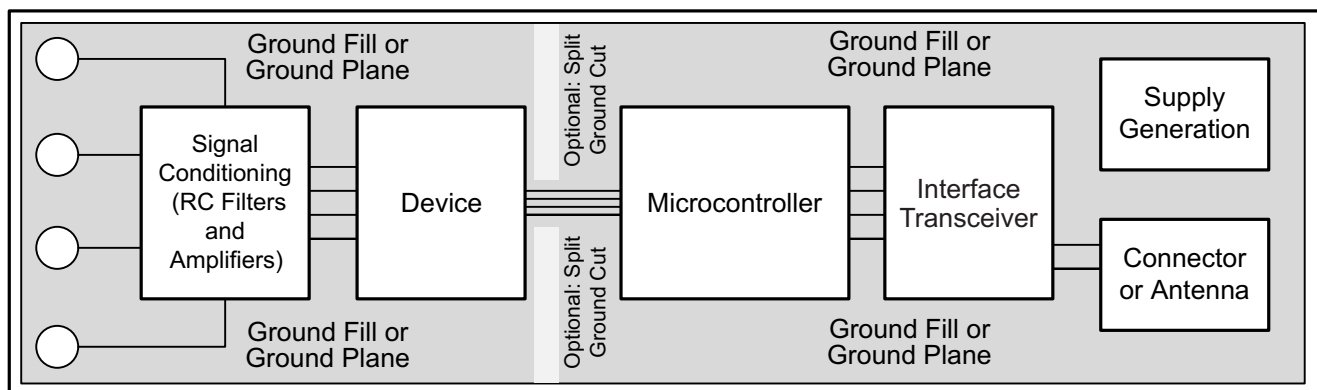 Ground Fill or
Ground Plane
Optional: Split
Ground Cut
Ground Fill or
Ground Plane
Supply
Generation
Signal
Conditioning
(RC Filters
and
Amplifiers)
Device
Microcontroller
Interface
Transceiver
Connector
or Antenna
Ground Fill or
Ground Plane
Optional: Split
Ground Cut
Ground Fill or
Ground Plane